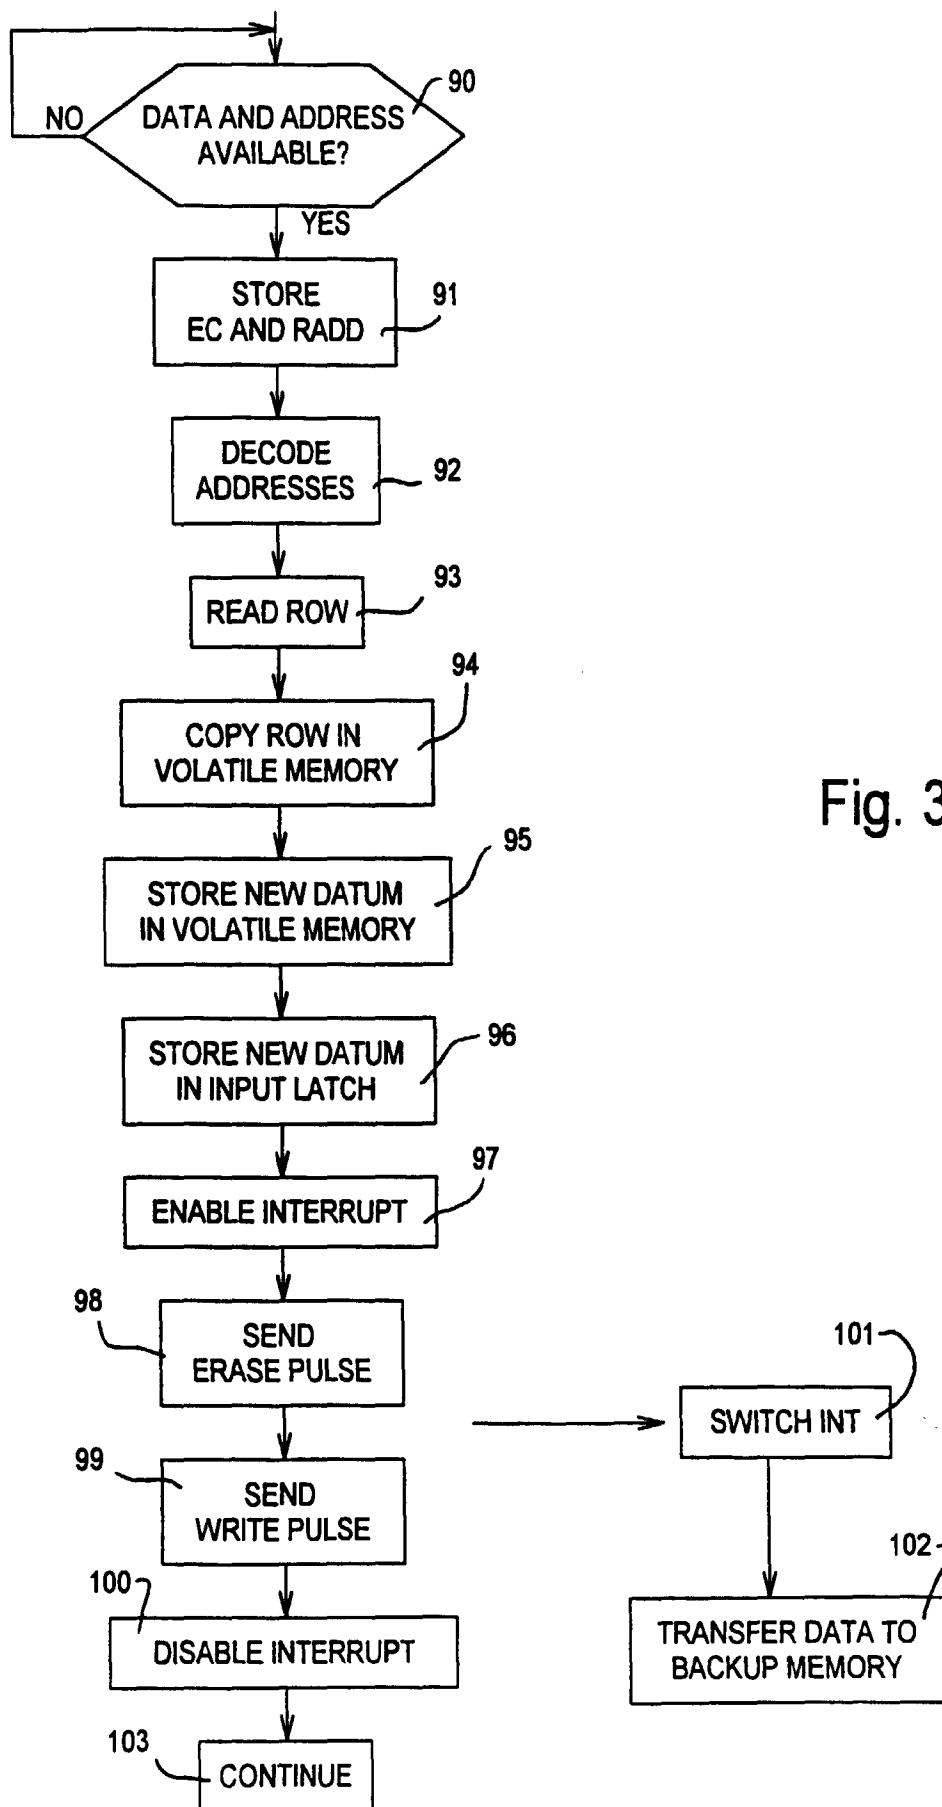 90
NO
DATA AND ADDRESS
AVAILABLE?
YES
STORE
EC AND RADD
91
DECODE
ADDRESSES
92
READ ROW
93
94
COPY ROW IN
VOLATILE MEMORY
Fig. 3
95
STORE NEW DATUM
IN VOLATILE MEMORY
STORE NEW DATUM
IN INPUT LATCH
96
97
ENABLE INTERRUPT
98
SEND
ERASE PULSE
101
SWITCH INT
99
SEND
WRITE PULSE
102
TRANSFER DATA TO
BACKUP MEMORY
100
DISABLE INTERRUPT
103
CONTINUE